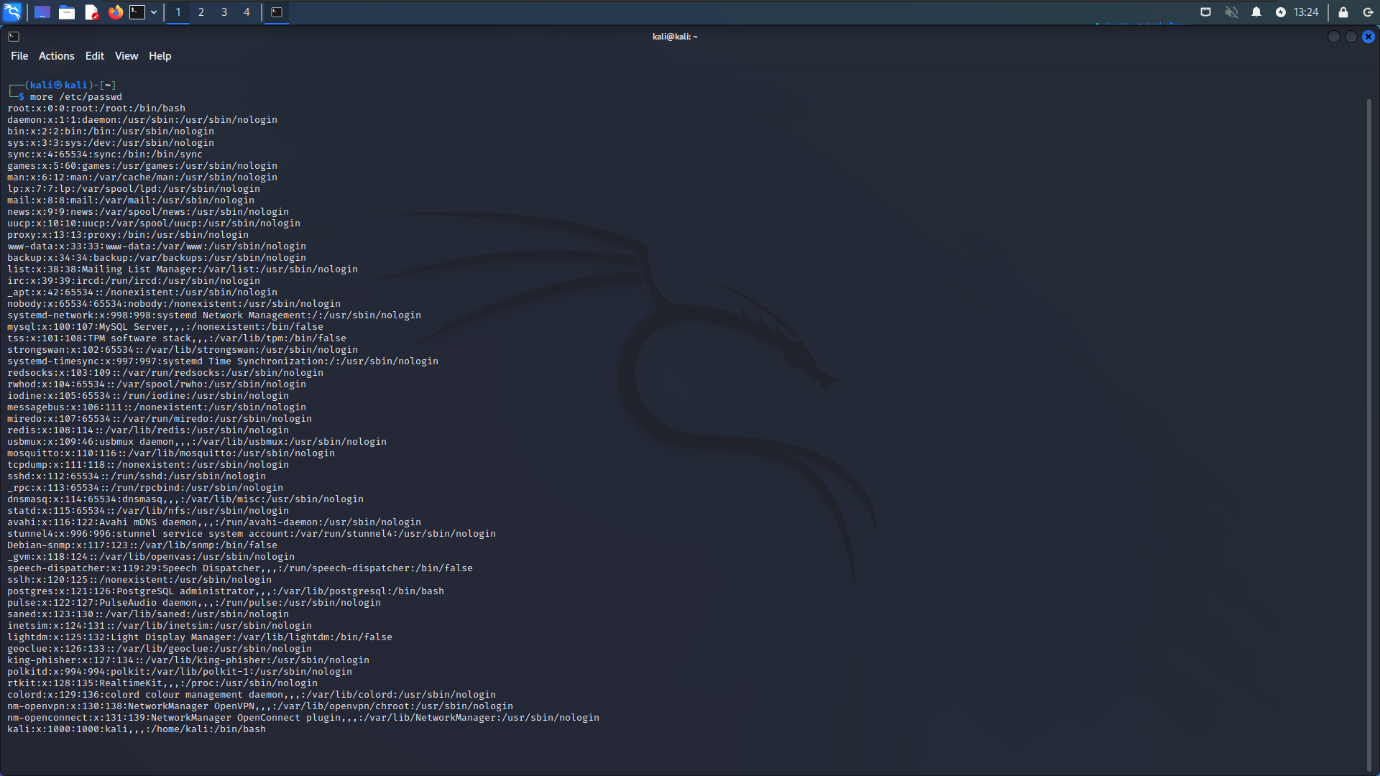 1 2 3 4
13:24
kali@kali: ~
File Actions Edit View Help
┌──(kali㉿kali)-[~]
└─$ more /etc/passwd
root:x:0:0:root:/root:/bin/bash
daemon:x:1:1:daemon:/usr/sbin:/usr/sbin/nologin
bin:x:2:2:bin:/bin:/usr/sbin/nologin
sys:x:3:3:sys:/dev:/usr/sbin/nologin
sync:x:4:65534:sync:/bin:/bin/sync
games:x:5:60:games:/usr/games:/usr/sbin/nologin
man:x:6:12:man:/var/cache/man:/usr/sbin/nologin
lp:x:7:7:lp:/var/spool/lpd:/usr/sbin/nologin
mail:x:8:8:mail:/var/mail:/usr/sbin/nologin
news:x:9:9:news:/var/spool/news:/usr/sbin/nologin
uucp:x:10:10:uucp:/var/spool/uucp:/usr/sbin/nologin
proxy:x:13:13:proxy:/bin:/usr/sbin/nologin
www-data:x:33:33:www-data:/var/www:/usr/sbin/nologin
backup:x:34:34:backup:/var/backups:/usr/sbin/nologin
list:x:38:38:Mailing List Manager:/var/list:/usr/sbin/nologin
irc:x:39:39:ircd:/run/ircd:/usr/sbin/nologin
_apt:x:42:65534::/nonexistent:/usr/sbin/nologin
nobody:x:65534:65534:nobody:/nonexistent:/usr/sbin/nologin
systemd-network:x:998:998:systemd Network Management:/:/usr/sbin/nologin
mysql:x:100:107:MySQL Server,,,:/nonexistent:/bin/false
tss:x:101:108:TPM software stack,,,:/var/lib/tpm:/bin/false
strongswan:x:102:65534::/var/lib/strongswan:/usr/sbin/nologin
systemd-timesync:x:997:997:systemd Time Synchronization:/:/usr/sbin/nologin
redsocks:x:103:109::/var/run/redsocks:/usr/sbin/nologin
rwhod:x:104:65534::/var/spool/rwho:/usr/sbin/nologin
iodine:x:105:65534::/run/iodine:/usr/sbin/nologin
messagebus:x:106:111::/nonexistent:/usr/sbin/nologin
miredo:x:107:65534::/var/run/miredo:/usr/sbin/nologin
redis:x:108:114::/var/lib/redis:/usr/sbin/nologin
usbmux:x:109:46:usbmux daemon,,,:/var/lib/usbmux:/usr/sbin/nologin
mosquitto:x:110:116::/var/lib/mosquitto:/usr/sbin/nologin
tcpdump:x:111:118::/nonexistent:/usr/sbin/nologin
sshd:x:112:65534::/run/sshd:/usr/sbin/nologin
_rpc:x:113:65534::/run/rpcbind:/usr/sbin/nologin
dnsmasq:x:114:65534:dnsmasq,,,:/var/lib/misc:/usr/sbin/nologin
statd:x:115:65534::/var/lib/nfs:/usr/sbin/nologin
avahi:x:116:122:Avahi mDNS daemon,,,:/run/avahi-daemon:/usr/sbin/nologin
stunnel4:x:996:996:stunnel service system account:/var/run/stunnel4:/usr/sbin/nologin
Debian-snmp:x:117:123::/var/lib/snmp:/bin/false
_gvm:x:118:124::/var/lib/openvas:/usr/sbin/nologin
speech-dispatcher:x:119:29:Speech Dispatcher,,,:/run/speech-dispatcher:/bin/false
sslh:x:120:125::/nonexistent:/usr/sbin/nologin
postgres:x:121:126:PostgreSQL administrator,,,:/var/lib/postgresql:/bin/bash
pulse:x:122:127:PulseAudio daemon,,,:/run/pulse:/usr/sbin/nologin
saned:x:123:130::/var/lib/saned:/usr/sbin/nologin
inetsim:x:124:131::/var/lib/inetsim:/usr/sbin/nologin
lightdm:x:125:132:Light Display Manager:/var/lib/lightdm:/bin/false
geoclue:x:126:133::/var/lib/geoclue:/usr/sbin/nologin
king-phisher:x:127:134::/var/lib/king-phisher:/usr/sbin/nologin
polkitd:x:994:994:polkit:/var/lib/polkit-1:/usr/sbin/nologin
rtkit:x:128:135:RealtimeKit,,,:/proc:/usr/sbin/nologin
colord:x:129:136:colord colour management daemon,,,:/var/lib/colord:/usr/sbin/nologin
nm-openvpn:x:130:138:NetworkManager OpenVPN,,,:/var/lib/openvpn/chroot:/usr/sbin/nologin
nm-openconnect:x:131:139:NetworkManager OpenConnect plugin,,,:/var/lib/NetworkManager:/usr/sbin/nologin
kali:x:1000:1000:kali,,,:/home/kali:/bin/bash